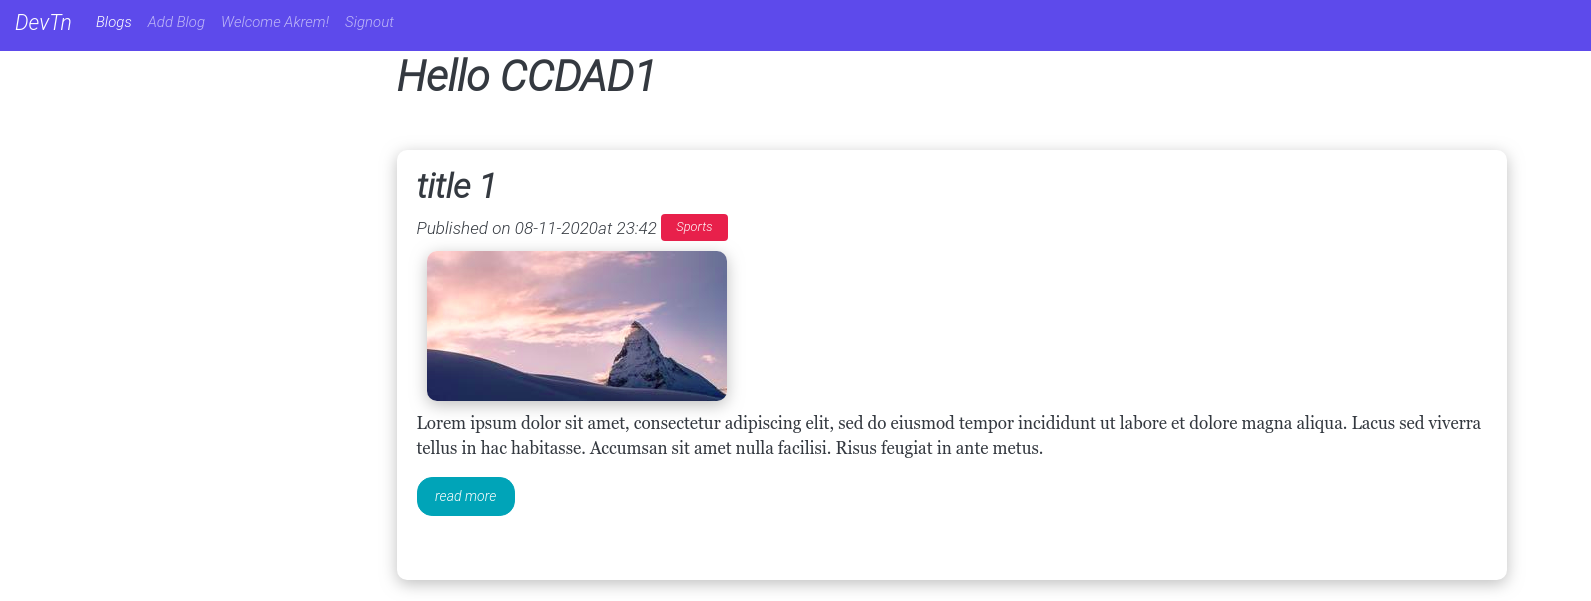 DevTn Blogs Add Blog Welcome Akrem! Signout
Hello CCDAD1
title 1
Published on 08-11-2020at 23:42 Sports
Lorem ipsum dolor sit amet, consectetur adipiscing elit, sed do eiusmod tempor incididunt ut labore et dolore magna aliqua. Lacus sed viverra
tellus in hac habitasse. Accumsan sit amet nulla facilisi. Risus feugiat in ante metus.
read more